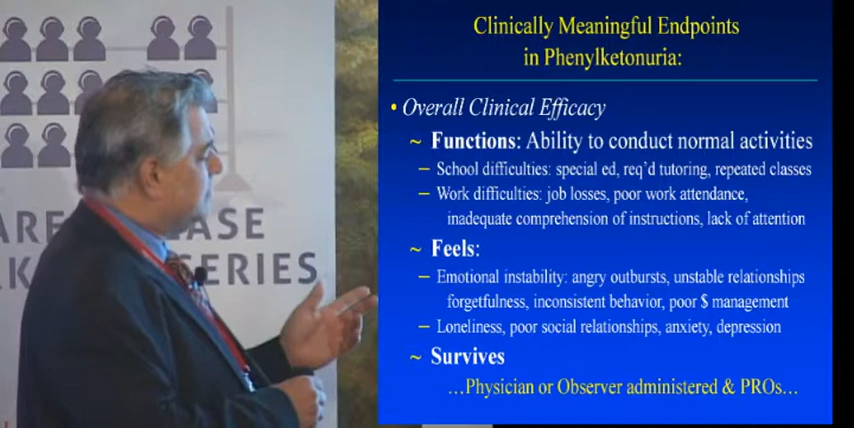 ARE EASE
K SERIES
Clinically Meaningful Endpoints
in Phenylketonuria:
• Overall Clinical Efficacy
~ Functions: Ability to conduct normal activities
– School difficulties: special ed, req'd tutoring, repeated classes
– Work difficulties: job losses, poor work attendance,
inadequate comprehension of instructions, lack of attention
~ Feels:
– Emotional instability: angry outbursts, unstable relationships
forgetfulness, inconsistent behavior, poor $ management
– Loneliness, poor social relationships, anxiety, depression
~ Survives
…Physician or Observer administered & PROs…